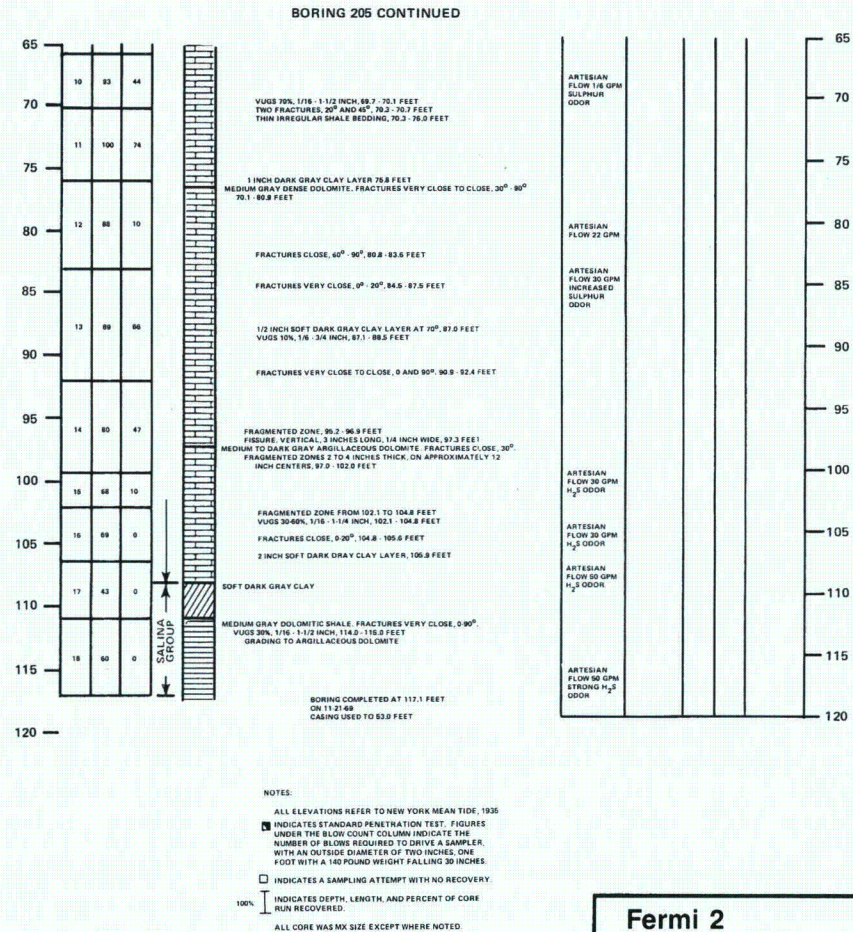 BORING 205 CONTINUED
65
70
75
80
85
90
95
100
105
110
115
120
10 93 44
11 100 74
12 88 10
13 89 66
14 80 47
15 68 10
16 69 0
17 43 0
18 60 0
SALINA GROUP
VUGS 70%, 1/16 - 1-1/2 INCH, 69.7 - 70.1 FEET
TWO FRACTURES, 20° AND 45°, 70.3 - 70.7 FEET
THIN IRREGULAR SHALE BEDDING, 70.3 - 76.0 FEET
1 INCH DARK GRAY CLAY LAYER 75.8 FEET
MEDIUM GRAY DENSE DOLOMITE. FRACTURES VERY CLOSE TO CLOSE, 30° - 90°
70.1 - 80.9 FEET
FRACTURES CLOSE, 60° - 90°, 80.8 - 83.6 FEET
FRACTURES VERY CLOSE, 0° - 20°, 84.5 - 87.5 FEET
1/2 INCH SOFT DARK GRAY CLAY LAYER AT 70°, 87.0 FEET
VUGS 10%, 1/6 - 3/4 INCH, 87.1 - 88.5 FEET
FRACTURES VERY CLOSE TO CLOSE, 0 AND 90°. 90.9 - 92.4 FEET
FRAGMENTED ZONE, 95.2 - 96.9 FEET
FISSURE. VERTICAL, 3 INCHES LONG, 1/4 INCH WIDE, 97.3 FEET
MEDIUM TO DARK GRAY ARGILLACEOUS DOLOMITE. FRACTURES CLOSE, 30°.
FRAGMENTED ZONES 2 TO 4 INCHES THICK, ON APPROXIMATELY 12
INCH CENTERS, 97.0 - 102.0 FEET
FRAGMENTED ZONE FROM 102.1 TO 104.8 FEET
VUGS 30-60%, 1/16 - 1-1/4 INCH, 102.1 - 104.8 FEET
FRACTURES CLOSE, 0-20°, 104.8 - 105.6 FEET
2 INCH SOFT DARK DRAY CLAY LAYER, 105.9 FEET
SOFT DARK GRAY CLAY
MEDIUM GRAY DOLOMITIC SHALE. FRACTURES VERY CLOSE, 0-90°.
VUGS 30%, 1/16 - 1-1/2 INCH, 114.0 - 115.0 FEET
GRADING TO ARGILLACEOUS DOLOMITE
BORING COMPLETED AT 117.1 FEET
ON 11-21-69
CASING USED TO 53.0 FEET
ARTESIAN
FLOW 1/6 GPM
SULPHUR
ODOR
ARTESIAN
FLOW 22 GPM
ARTESIAN
FLOW 30 GPM
INCREASED
SULPHUR
ODOR
ARTESIAN
FLOW 30 GPM
H2S ODOR
ARTESIAN
FLOW 30 GPM
H2S ODOR
ARTESIAN
FLOW 50 GPM
H2S ODOR
ARTESIAN
FLOW 50 GPM
STRONG H2S
ODOR
65
70
75
80
85
90
95
100
105
110
115
120
NOTES:
ALL ELEVATIONS REFER TO NEW YORK MEAN TIDE, 1935
INDICATES STANDARD PENETRATION TEST. FIGURES
UNDER THE BLOW COUNT COLUMN INDICATE THE
NUMBER OF BLOWS REQUIRED TO DRIVE A SAMPLER,
WITH AN OUTSIDE DIAMETER OF TWO INCHES, ONE
FOOT WITH A 140 POUND WEIGHT FALLING 30 INCHES.
INDICATES A SAMPLING ATTEMPT WITH NO RECOVERY.
100% INDICATES DEPTH, LENGTH, AND PERCENT OF CORE
RUN RECOVERED.
ALL CORE WAS MX SIZE EXCEPT WHERE NOTED.
Fermi 2